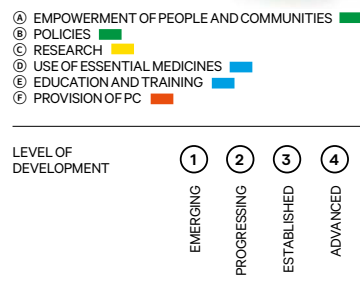 Ⓐ EMPOWERMENT OF PEOPLE AND COMMUNITIES
Ⓑ POLICIES
Ⓒ RESEARCH
Ⓓ USE OF ESSENTIAL MEDICINES
Ⓔ EDUCATION AND TRAINING
Ⓕ PROVISION OF PC
LEVEL OF
DEVELOPMENT
① ② ③ ④
EMERGING
PROGRESSING
ESTABLISHED
ADVANCED